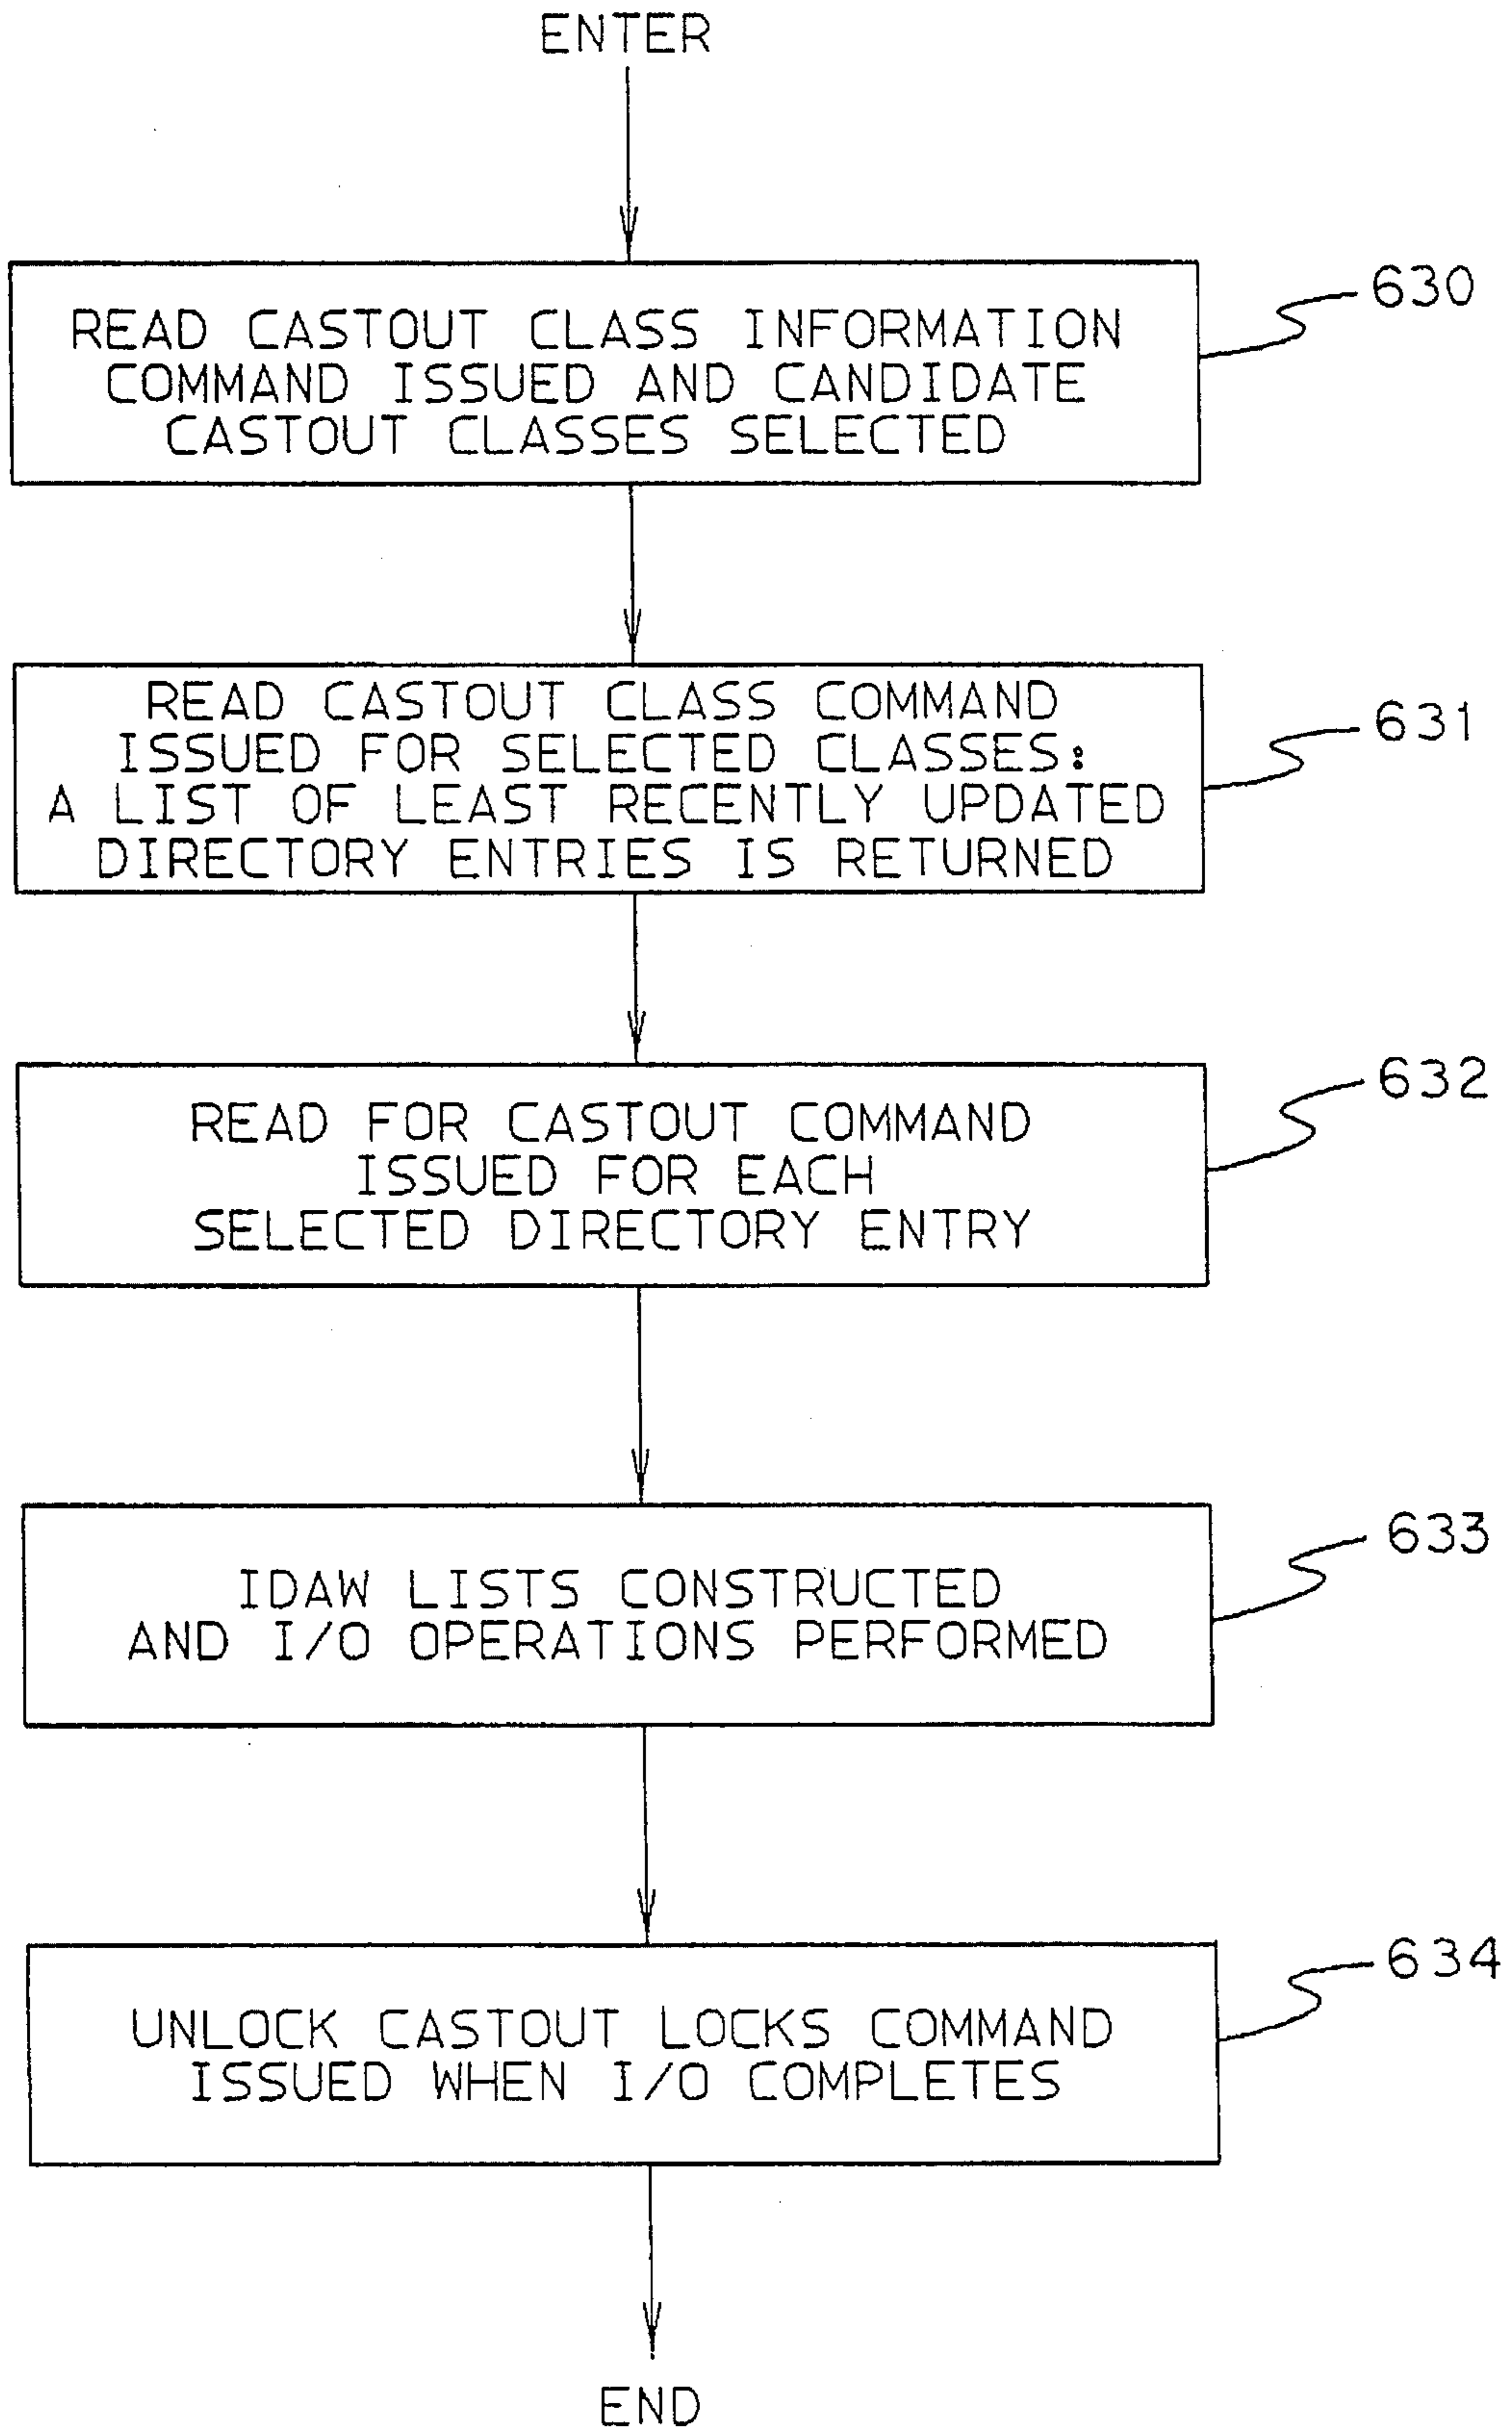 ENTER
630
READ CASTOUT CLASS INFORMATION
COMMAND ISSUED AND CANDIDATE
CASTOUT CLASSES SELECTED
631
READ CASTOUT CLASS COMMAND
ISSUED FOR SELECTED CLASSES:
A LIST OF LEAST RECENTLY UPDATED
DIRECTORY ENTRIES IS RETURNED
632
READ FOR CASTOUT COMMAND
ISSUED FOR EACH
SELECTED DIRECTORY ENTRY
633
IDAW LISTS CONSTRUCTED
AND I/O OPERATIONS PERFORMED
634
UNLOCK CASTOUT LOCKS COMMAND
ISSUED WHEN I/O COMPLETES
END